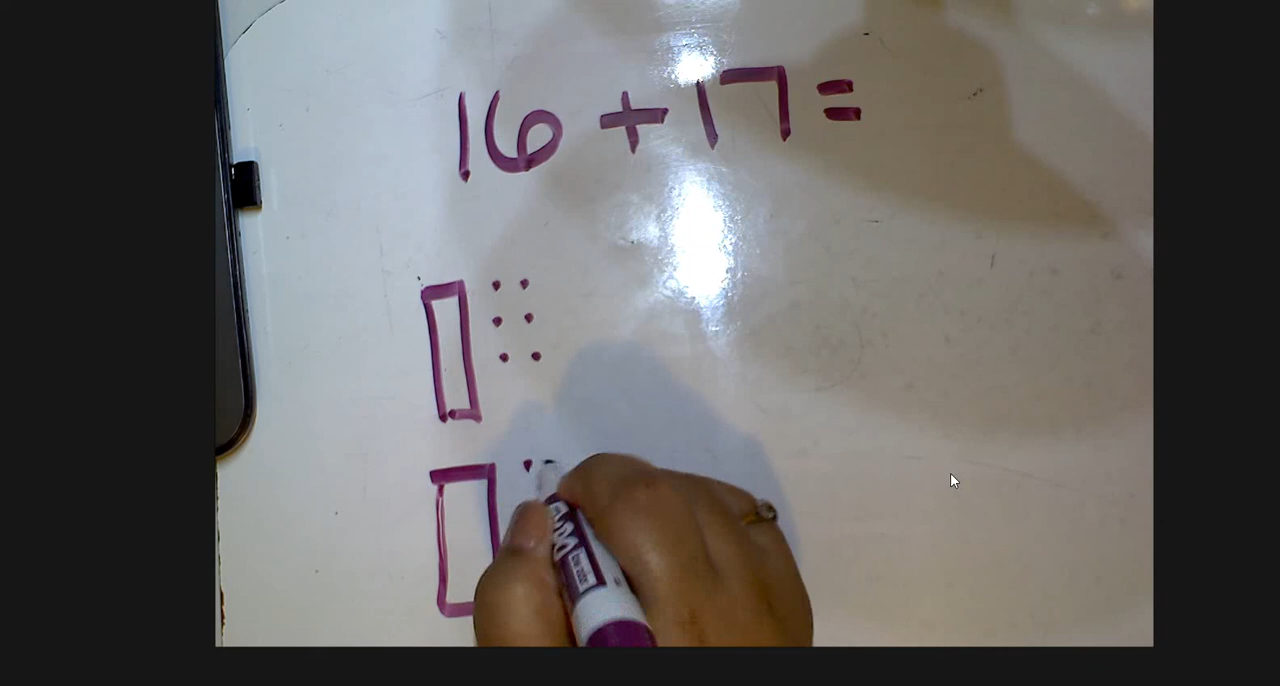 16 + 17 =